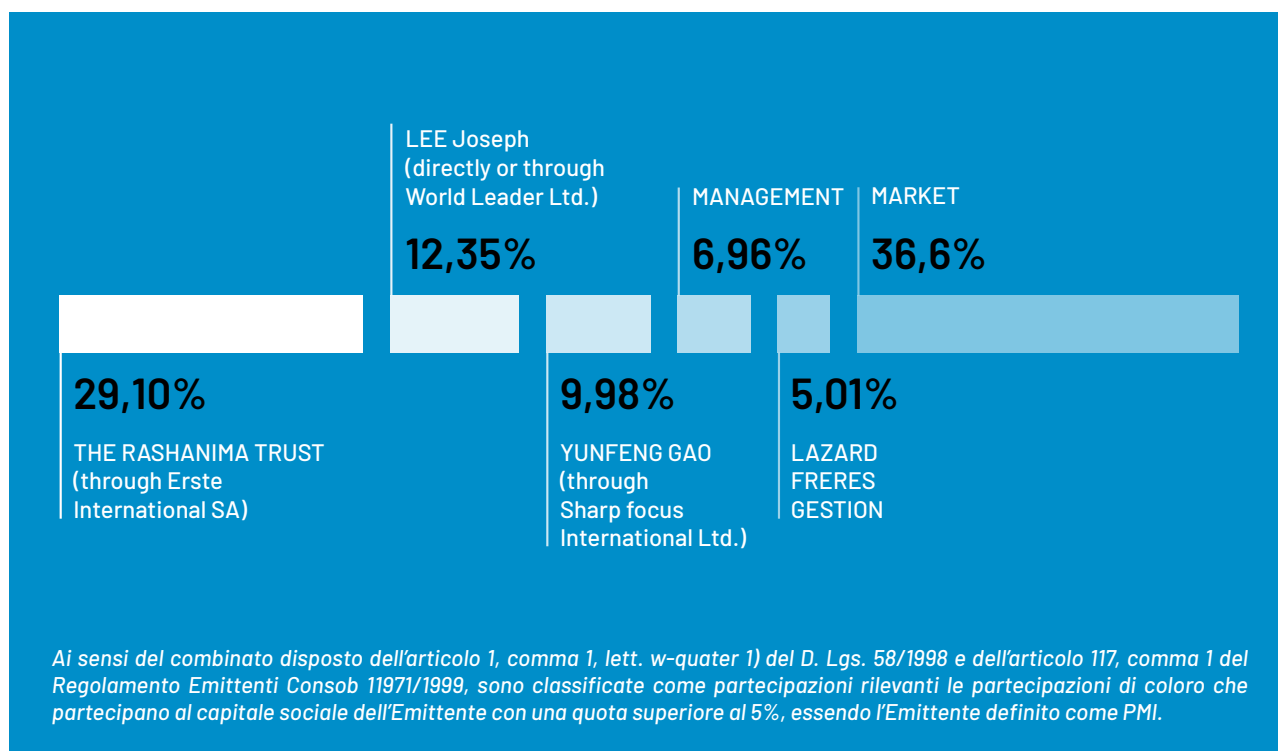 LEE Joseph
(directly or through
World Leader Ltd.)
12,35%
MANAGEMENT
6,96%
MARKET
36,6%
29,10%
THE RASHANIMA TRUST
(through Erste
International SA)
9,98%
YUNFENG GAO
(through
Sharp focus
International Ltd.)
5,01%
LAZARD
FRERES
GESTION
Ai sensi del combinato disposto dell’articolo 1, comma 1, lett. w-quater 1) del D. Lgs. 58/1998 e dell’articolo 117, comma 1 del
Regolamento Emittenti Consob 11971/1999, sono classificate come partecipazioni rilevanti le partecipazioni di coloro che
partecipano al capitale sociale dell’Emittente con una quota superiore al 5%, essendo l’Emittente definito come PMI.